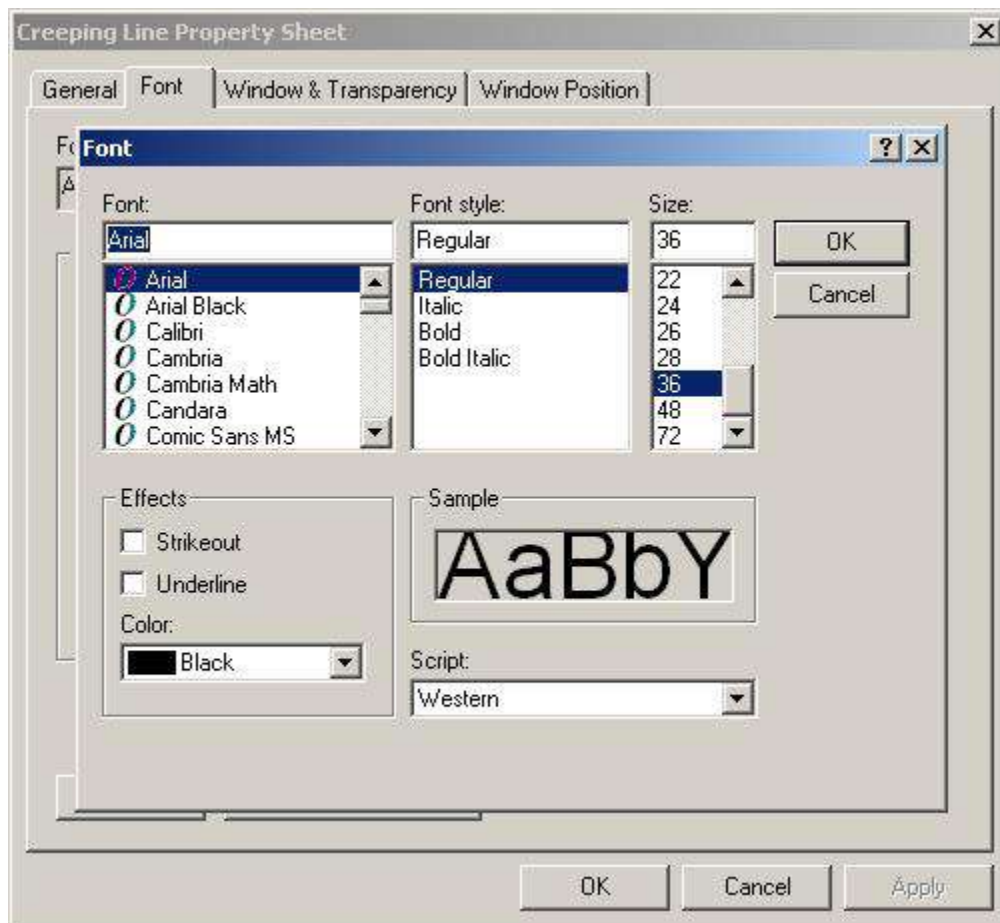 Creeping Line Property Sheet
General Font Window & Transparency Window Position
Font
Font: Font style: Size:
Arial Regular 36 OK
Arial Regular 22 Cancel
Arial Black Italic 24
Calibri Bold 26
Cambria Bold Italic 28
Cambria Math 36
Candara 48
Comic Sans MS 72
Effects Sample
Strikeout
Underline
AaBbY
Color:
Black
Script:
Western
OK Cancel Apply